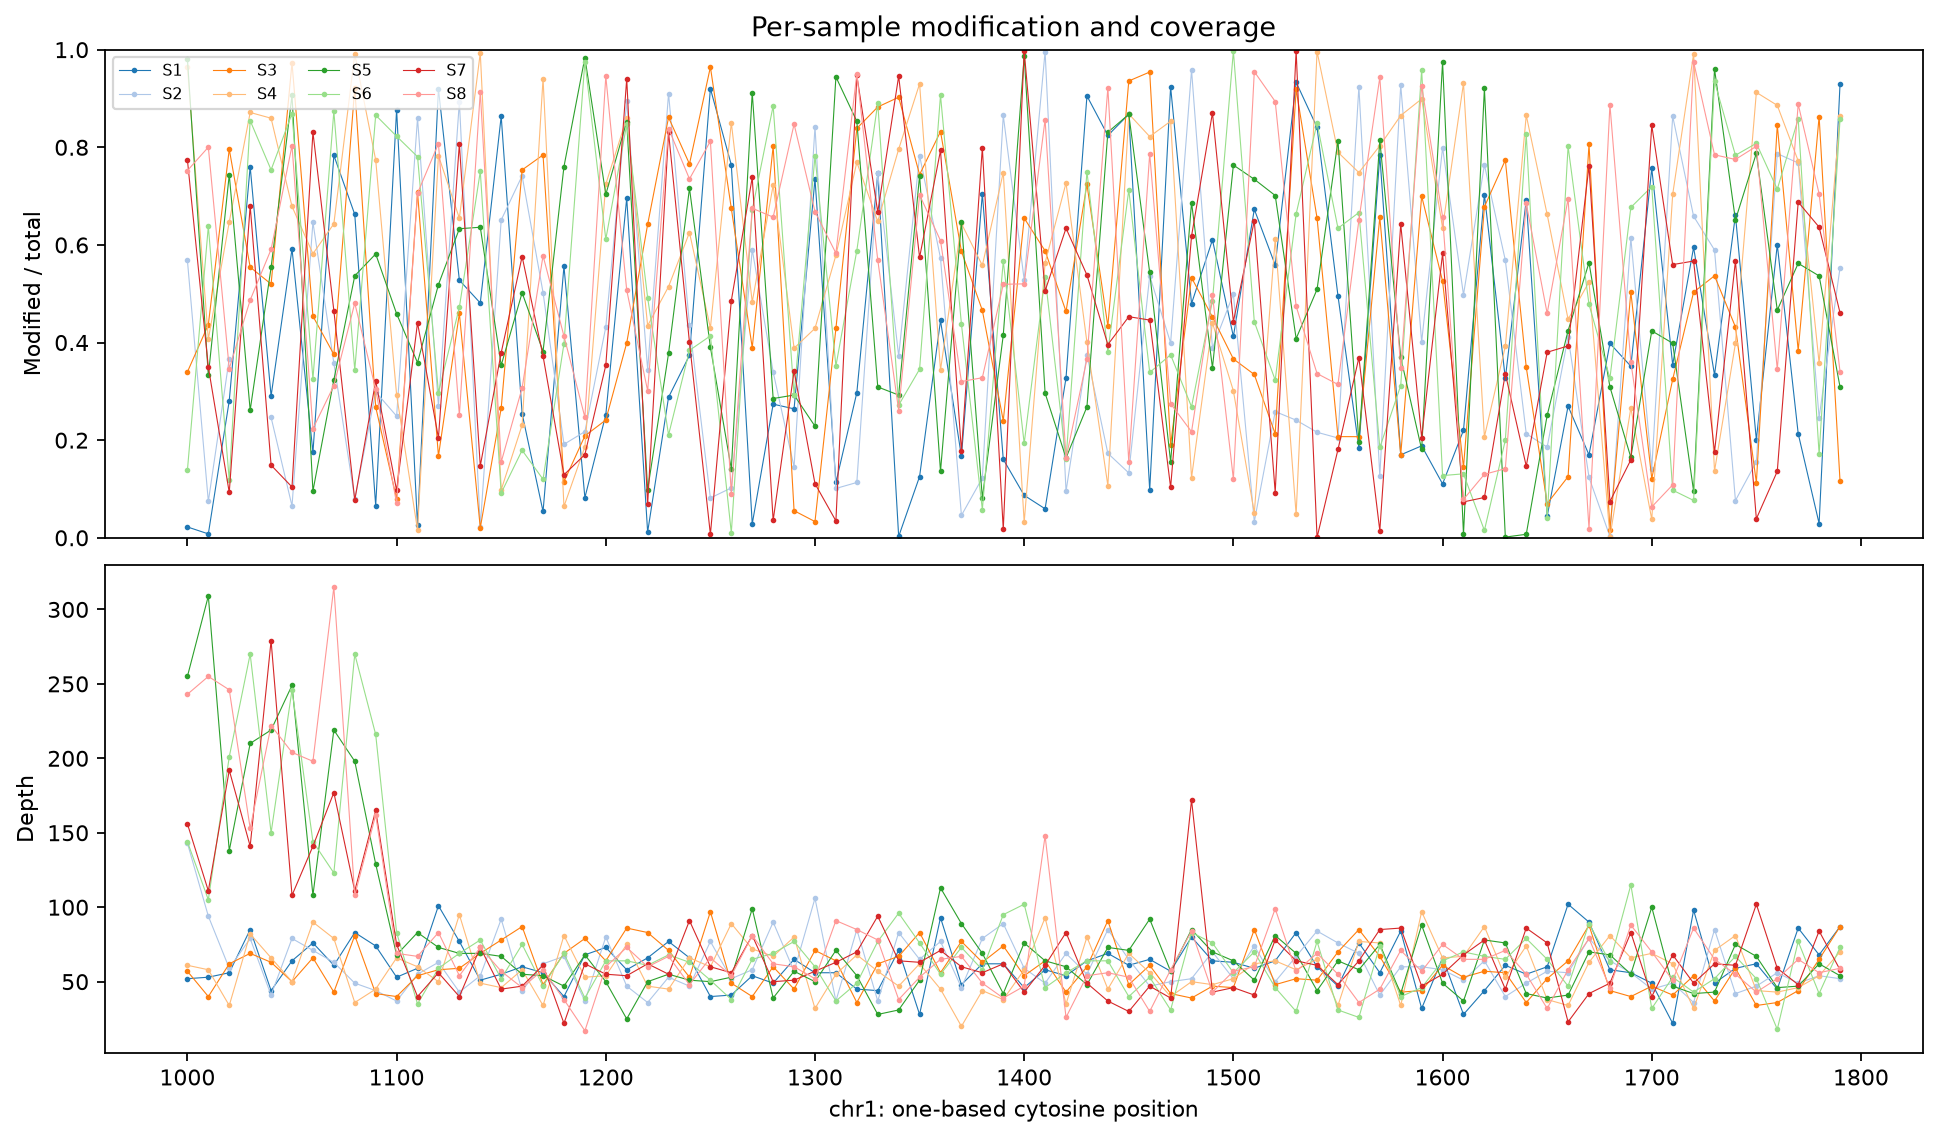 Per-sample modification and coverage
1.0
0.8
0.6
0.4
0.2
0.0
Modified / total
S1 S3 S5 S7
S2 S4 S6 S8
300
250
200
150
100
50
Depth
1000 1100 1200 1300 1400 1500 1600 1700 1800
chr1: one-based cytosine position